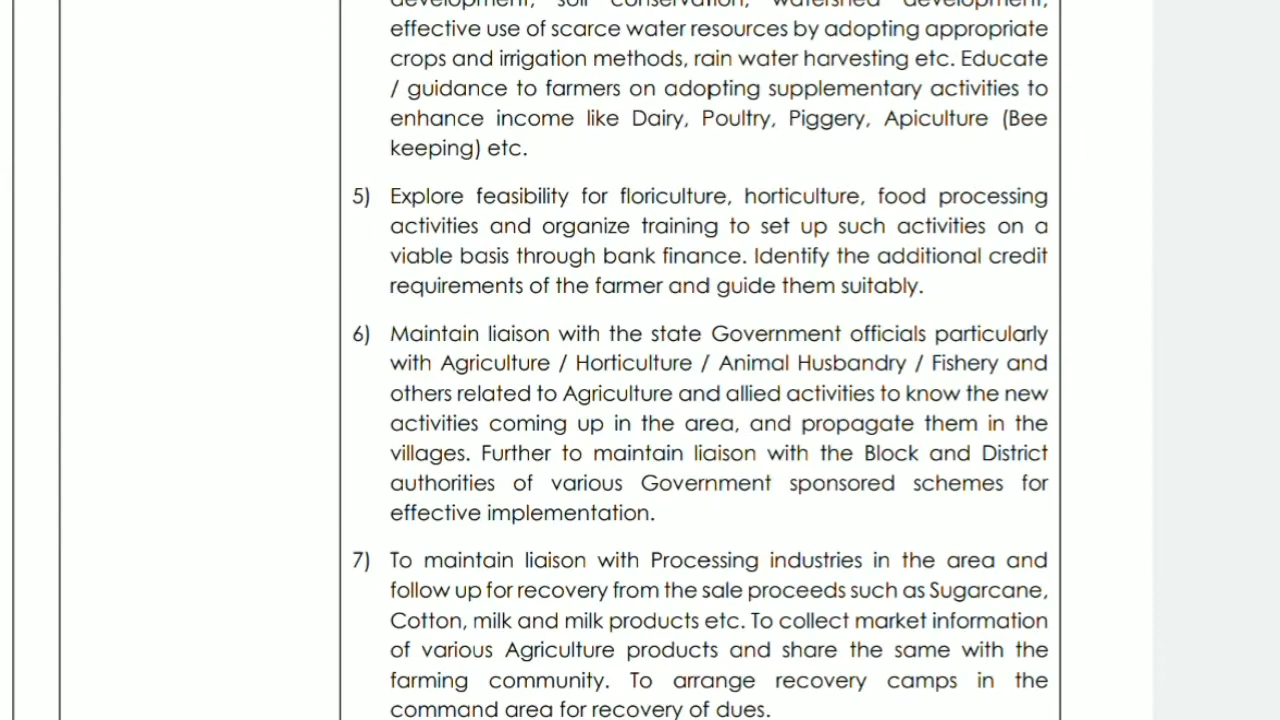 development, soil conservation, watershed development,
effective use of scarce water resources by adopting appropriate
crops and irrigation methods, rain water harvesting etc. Educate
/ guidance to farmers on adopting supplementary activities to
enhance income like Dairy, Poultry, Piggery, Apiculture (Bee
keeping) etc.
5) Explore feasibility for floriculture, horticulture, food processing
activities and organize training to set up such activities on a
viable basis through bank finance. Identify the additional credit
requirements of the farmer and guide them suitably.
6) Maintain liaison with the state Government officials particularly
with Agriculture / Horticulture / Animal Husbandry / Fishery and
others related to Agriculture and allied activities to know the new
activities coming up in the area, and propagate them in the
villages. Further to maintain liaison with the Block and District
authorities of various Government sponsored schemes for
effective implementation.
7) To maintain liaison with Processing industries in the area and
follow up for recovery from the sale proceeds such as Sugarcane,
Cotton, milk and milk products etc. To collect market information
of various Agriculture products and share the same with the
farming community. To arrange recovery camps in the
command area for recovery of dues.